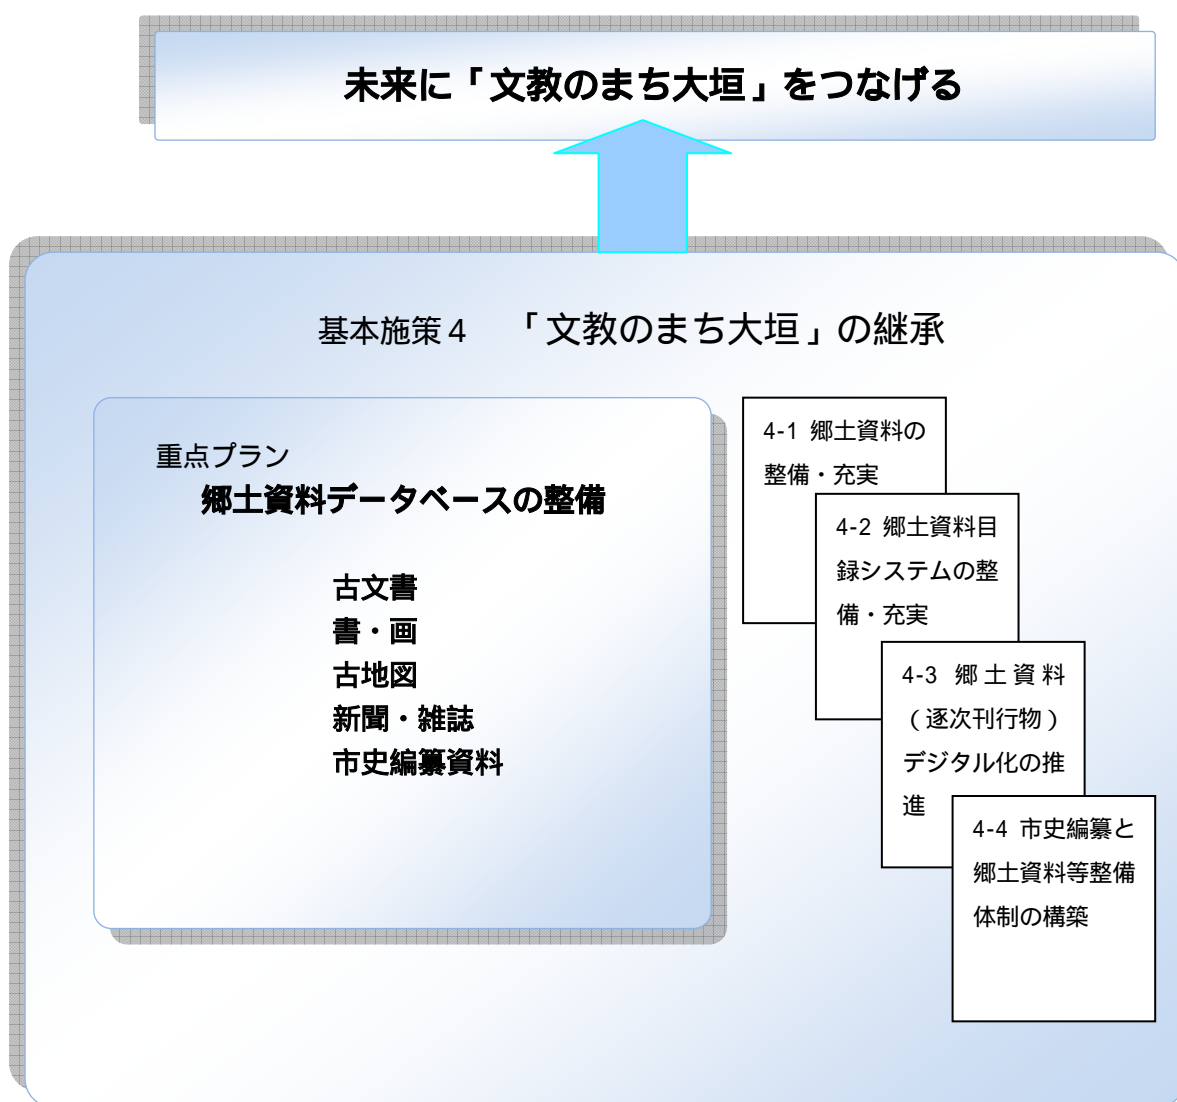 未来に「文教のまち大垣」をつなげる
基本施策4 「文教のまち大垣」の継承
重点プラン
郷土資料データベースの整備
古文書
書・画
古地図
新聞・雑誌
市史編纂資料
4-1 郷土資料の
整備・充実
4-2 郷土資料目
録システムの整
備・充実
4-3 郷土資料
(逐次刊行物)
デジタル化の推
進
4-4 市史編纂と
郷土資料等整備
体制の構築